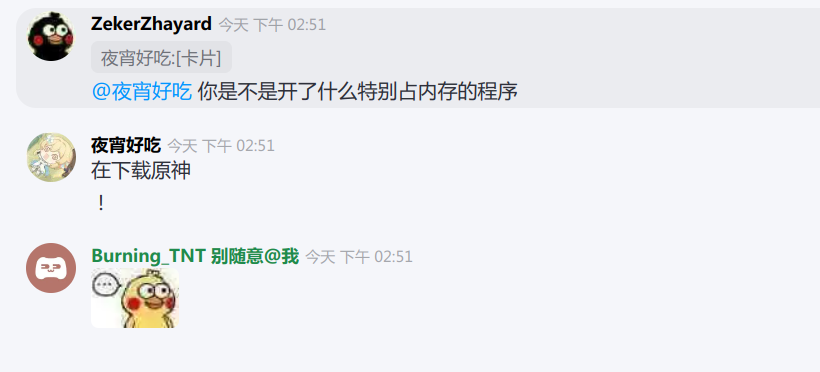 ZekerZhayard 今天 下午 02:51
夜宵好吃:[卡片]
@夜宵好吃 你是不是开了什么特别占内存的程序
夜宵好吃 今天 下午 02:51
在下载原神
！
Burning_TNT 别随意@我 今天 下午 02:51